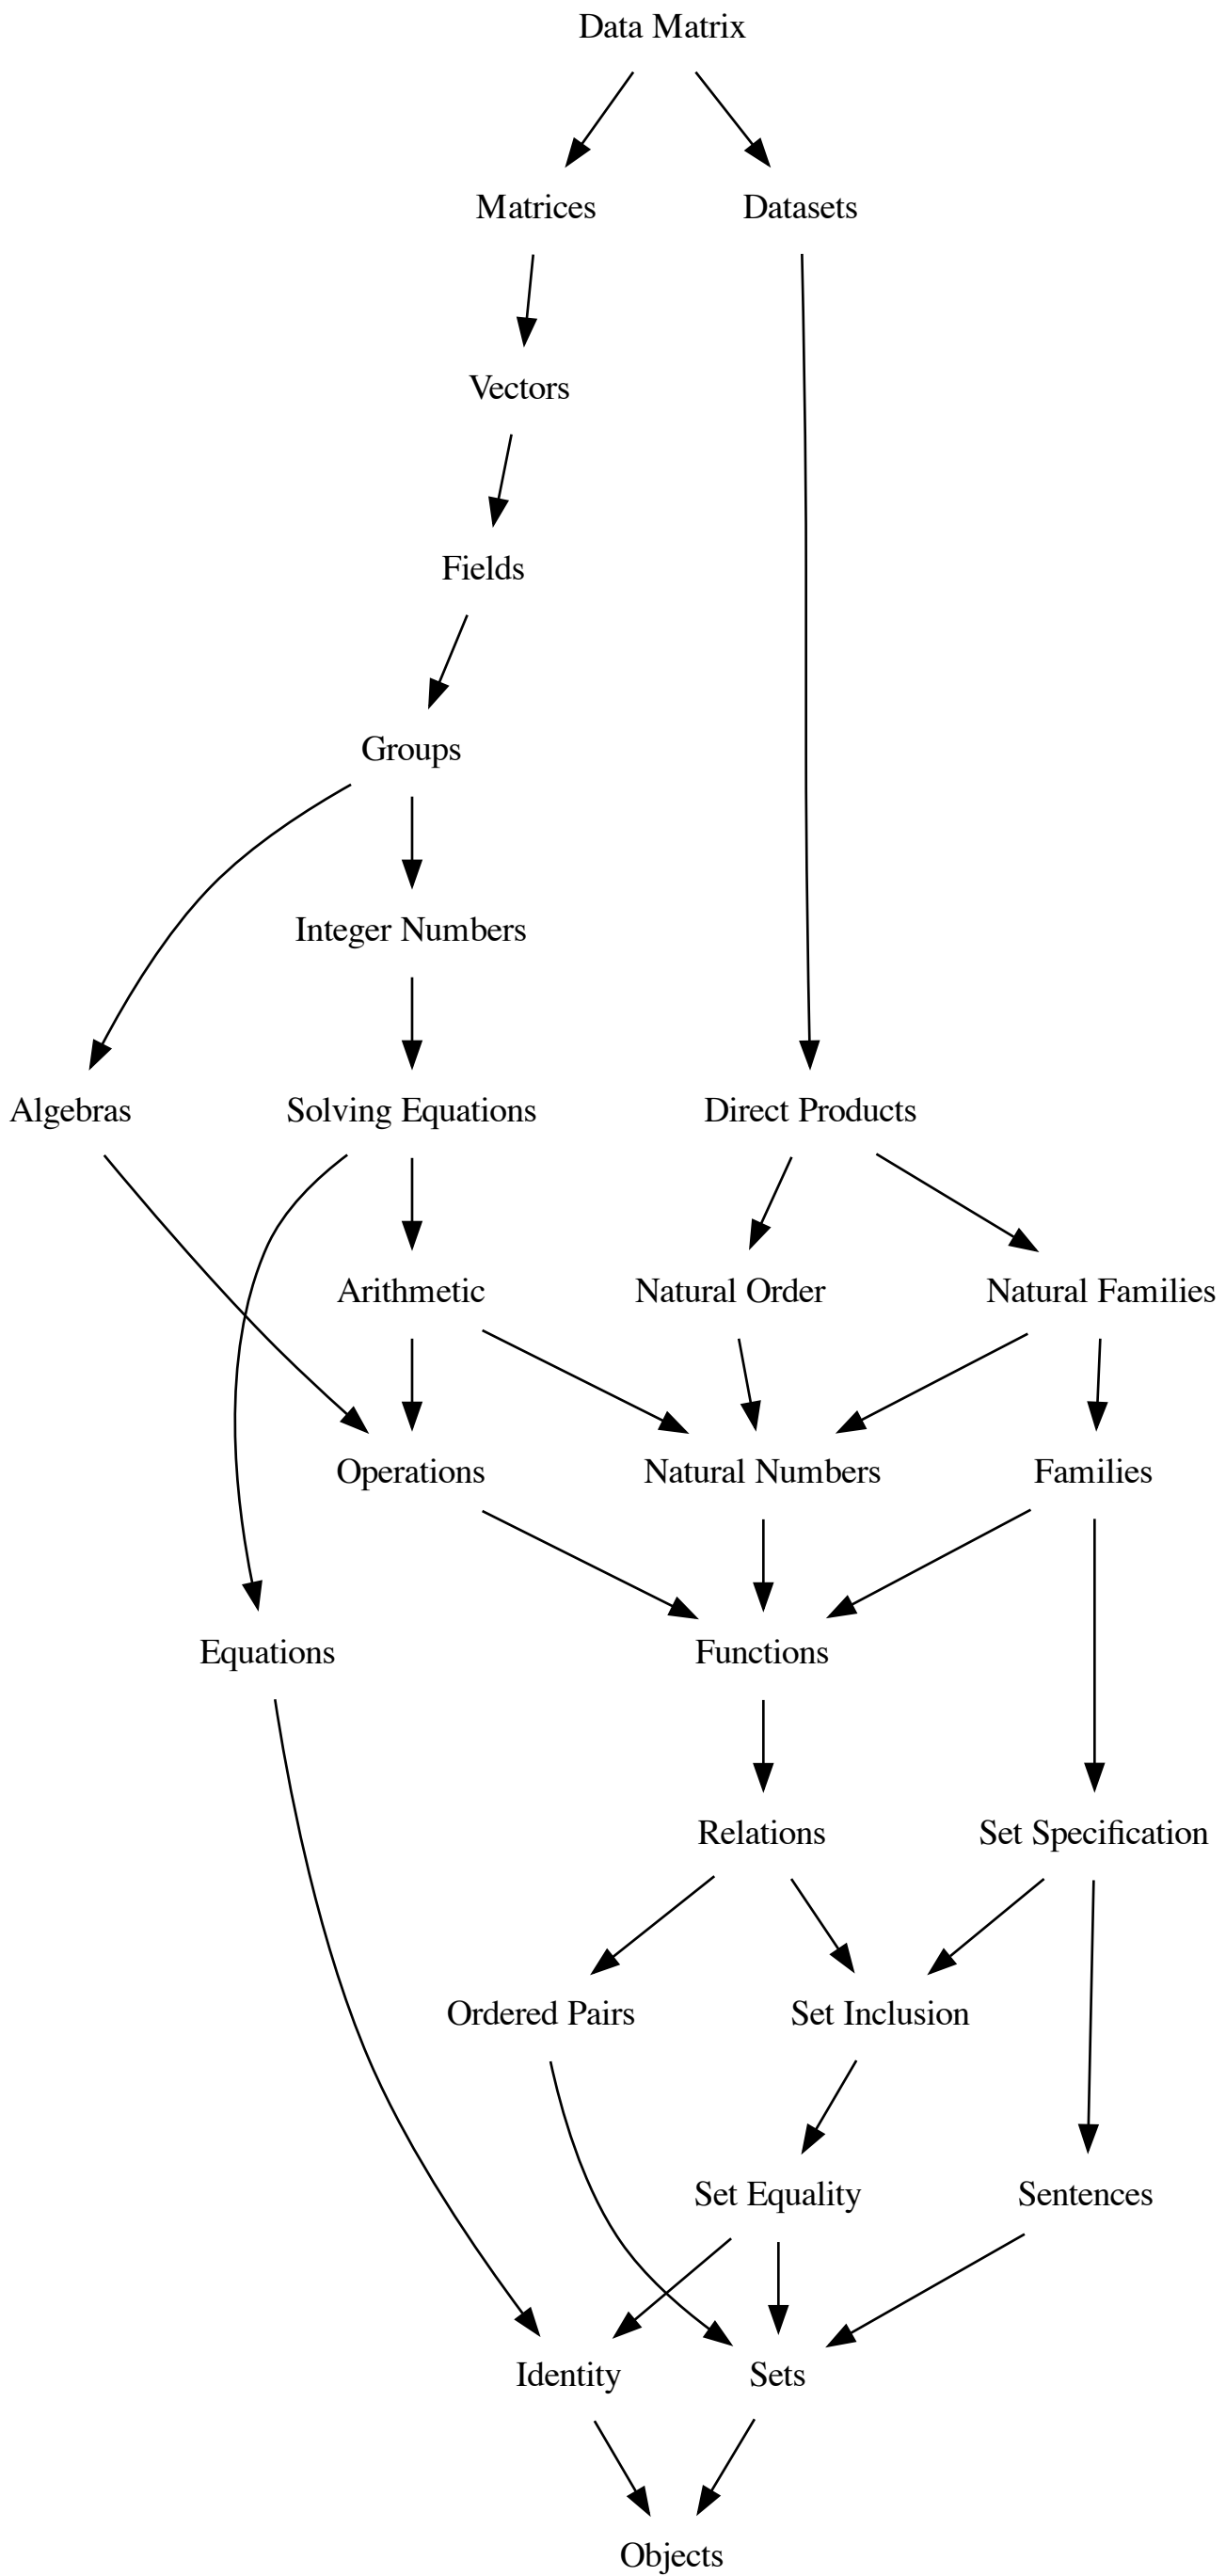 Data Matrix
Matrices
Datasets
Vectors
Fields
Groups
Integer Numbers
Algebras
Solving Equations
Direct Products
Arithmetic
Natural Order
Natural Families
Operations
Natural Numbers
Families
Equations
Functions
Relations
Set Specification
Ordered Pairs
Set Inclusion
Set Equality
Sentences
Identity
Sets
Objects